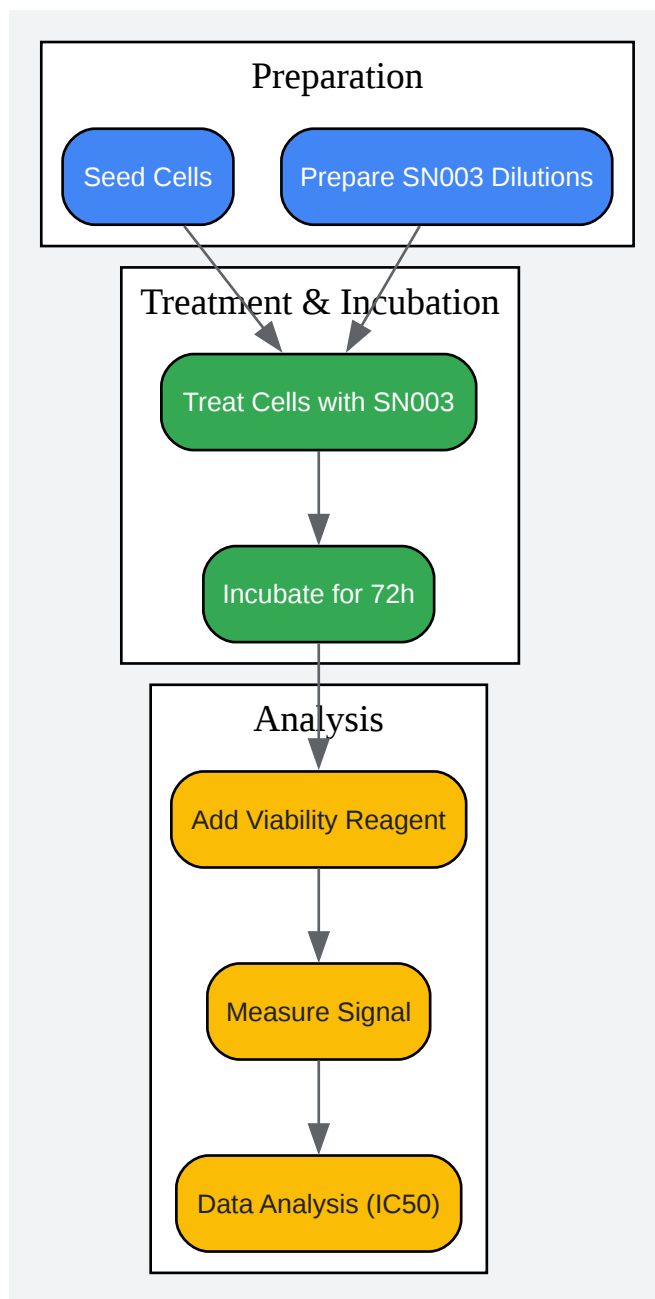 Preparation
Seed Cells
Prepare SN003 Dilutions
Treatment & Incubation
Treat Cells with SN003
Incubate for 72h
Analysis
Add Viability Reagent
Measure Signal
Data Analysis (IC50)